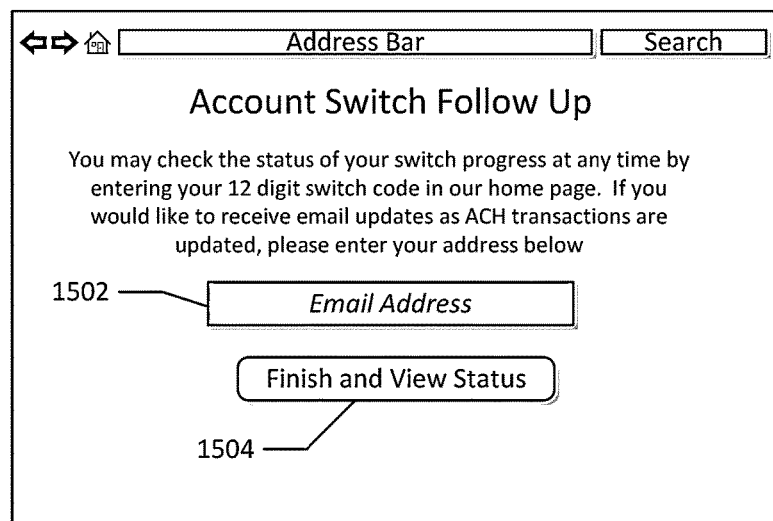 Address Bar Search
Account Switch Follow Up
You may check the status of your switch progress at any time by
entering your 12 digit switch code in our home page. If you
would like to receive email updates as ACH transactions are
updated, please enter your address below
1502 Email Address
Finish and View Status
1504